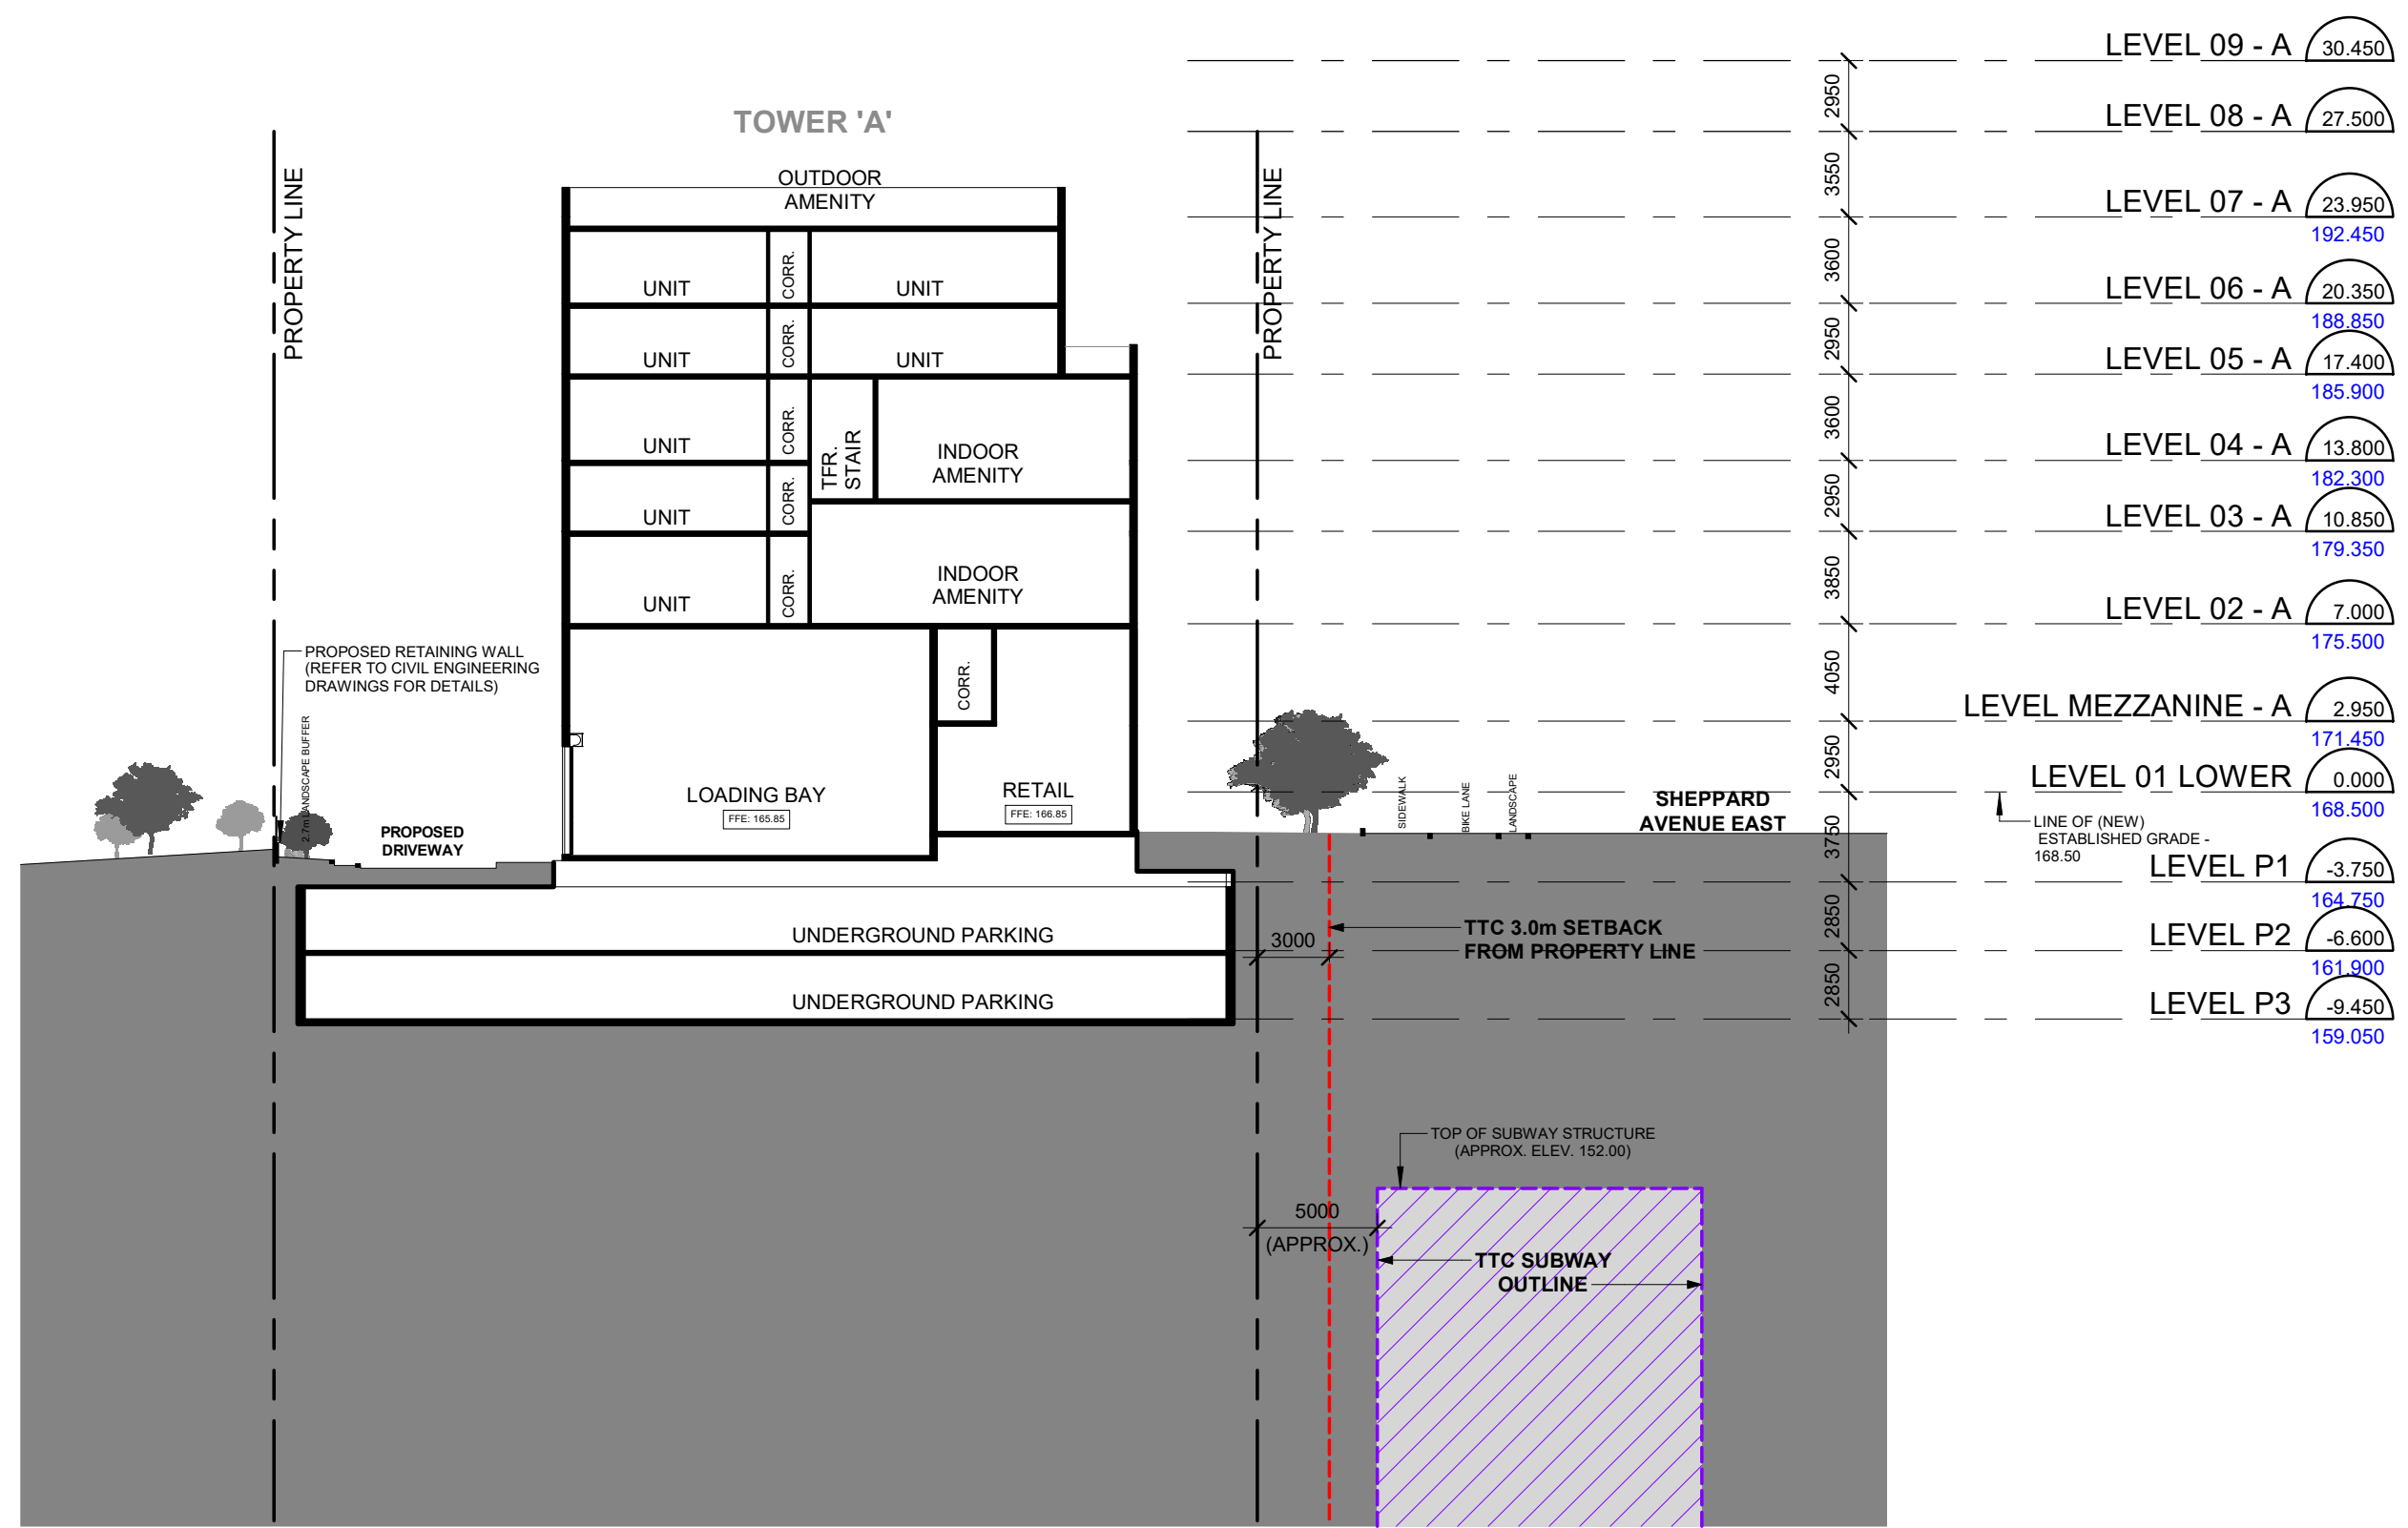 LEVEL 09 - A
30.450
2950
LEVEL 08 - A
27.500
TOWER 'A'
3550
PROPERTY LINE
PROPERTY LINE
OUTDOOR
AMENITY
LEVEL 07 - A
23.950
192.450
3600
UNIT
CORR.
UNIT
LEVEL 06 - A
20.350
188.850
2950
UNIT
CORR.
UNIT
LEVEL 05 - A
17.400
185.900
3600
UNIT
CORR.
TFR.
STAIR
INDOOR
AMENITY
LEVEL 04 - A
13.800
182.300
2950
UNIT
CORR.
LEVEL 03 - A
10.850
179.350
3850
UNIT
CORR.
INDOOR
AMENITY
LEVEL 02 - A
7.000
175.500
PROPOSED RETAINING WALL
(REFER TO CIVIL ENGINEERING
DRAWINGS FOR DETAILS)
CORR.
4050
LEVEL MEZZANINE - A
2.950
171.450
2.7m LANDSCAPE BUFFER
2950
LEVEL 01 LOWER
0.000
168.500
LOADING BAY
FFE: 165.85
RETAIL
FFE: 166.85
SIDEWALK
BIKE LANE
LANDSCAPE
SHEPPARD
AVENUE EAST
PROPOSED
DRIVEWAY
LINE OF (NEW)
ESTABLISHED GRADE -
168.50
3750
LEVEL P1
-3.750
164.750
2850
UNDERGROUND PARKING
3000
TTC 3.0m SETBACK
FROM PROPERTY LINE
LEVEL P2
-6.600
161.900
2850
UNDERGROUND PARKING
LEVEL P3
-9.450
159.050
TOP OF SUBWAY STRUCTURE
(APPROX. ELEV. 152.00)
5000
(APPROX.)
TTC SUBWAY
OUTLINE